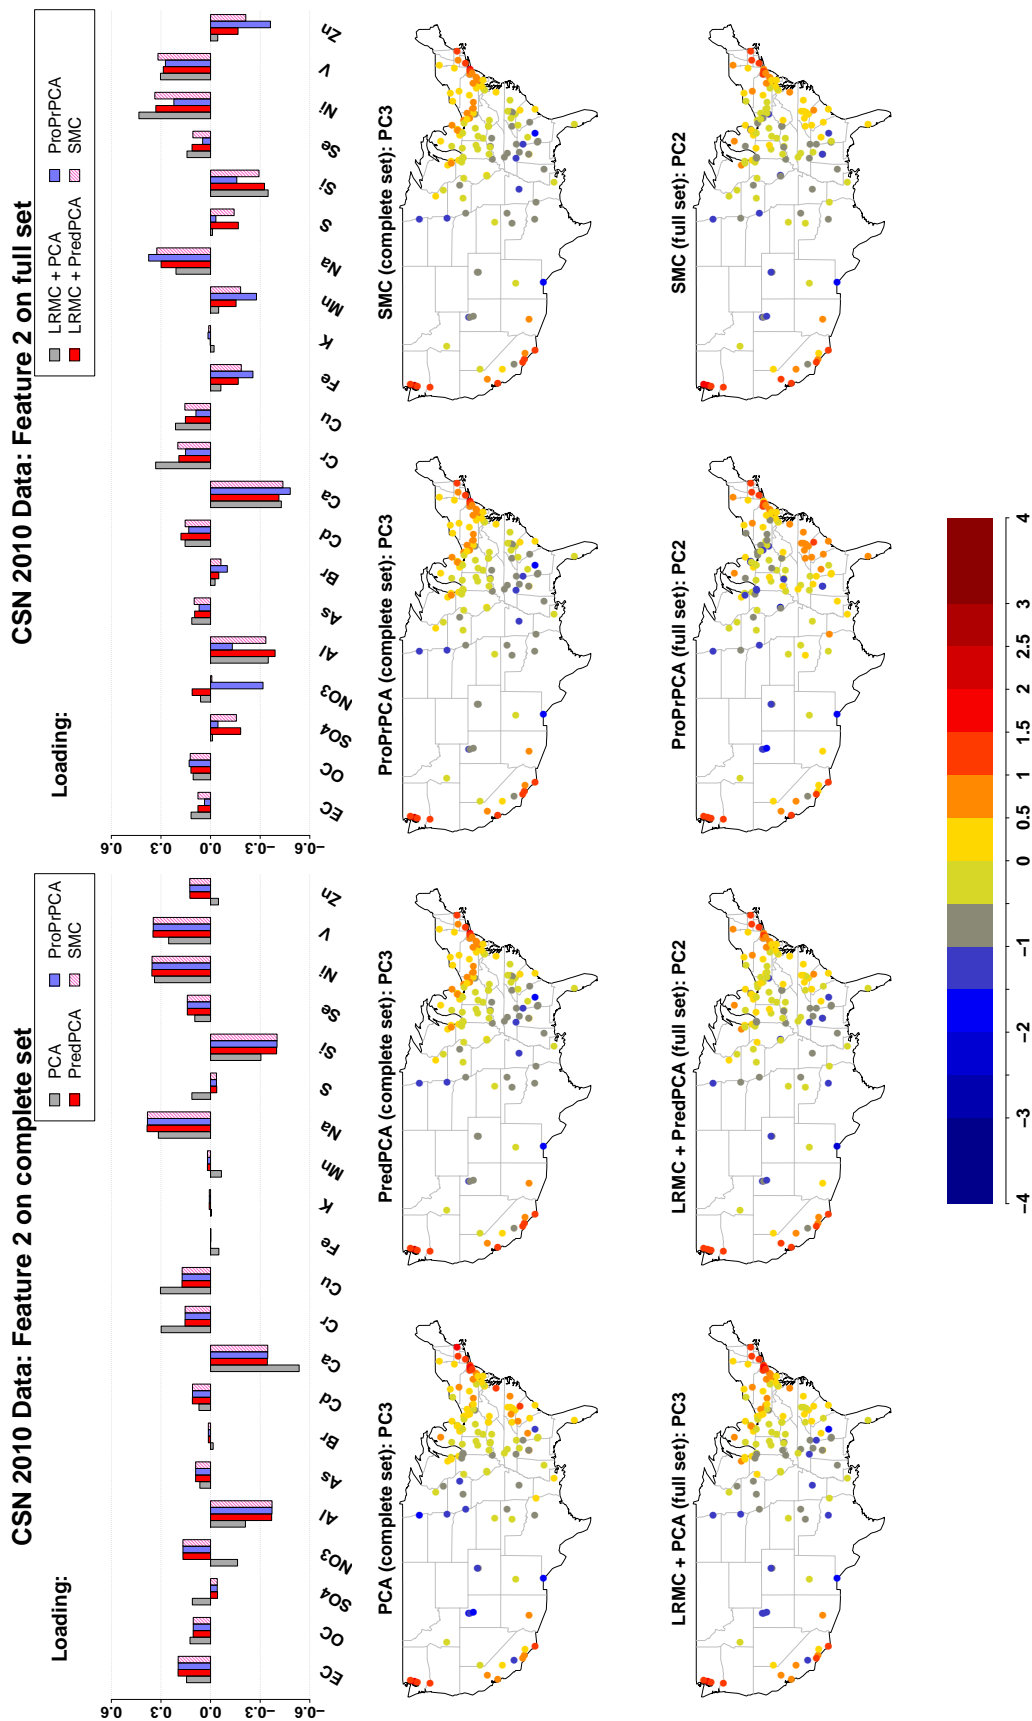 CSN 2010 Data: Feature 2 on complete set
Loading:
PCA
PredPCA
ProPrPCA
SMC
0.6
0.3
0.0
−0.3
−0.6
EC OC SO4 NO3 Al As Br Cd Ca Cr Cu Fe K Mn Na S Si Se Ni V Zn
CSN 2010 Data: Feature 2 on full set
Loading:
LRMC + PCA
LRMC + PredPCA
ProPrPCA
SMC
0.6
0.3
0.0
−0.3
−0.6
EC OC SO4 NO3 Al As Br Cd Ca Cr Cu Fe K Mn Na S Si Se Ni V Zn
PCA (complete set): PC3
PredPCA (complete set): PC3
ProPrPCA (complete set): PC3
SMC (complete set): PC3
LRMC + PCA (full set): PC3
LRMC + PredPCA (full set): PC2
ProPrPCA (full set): PC2
SMC (full set): PC2
−4 −3 −2 −1 0 0.5 1 1.5 2 2.5 3 4